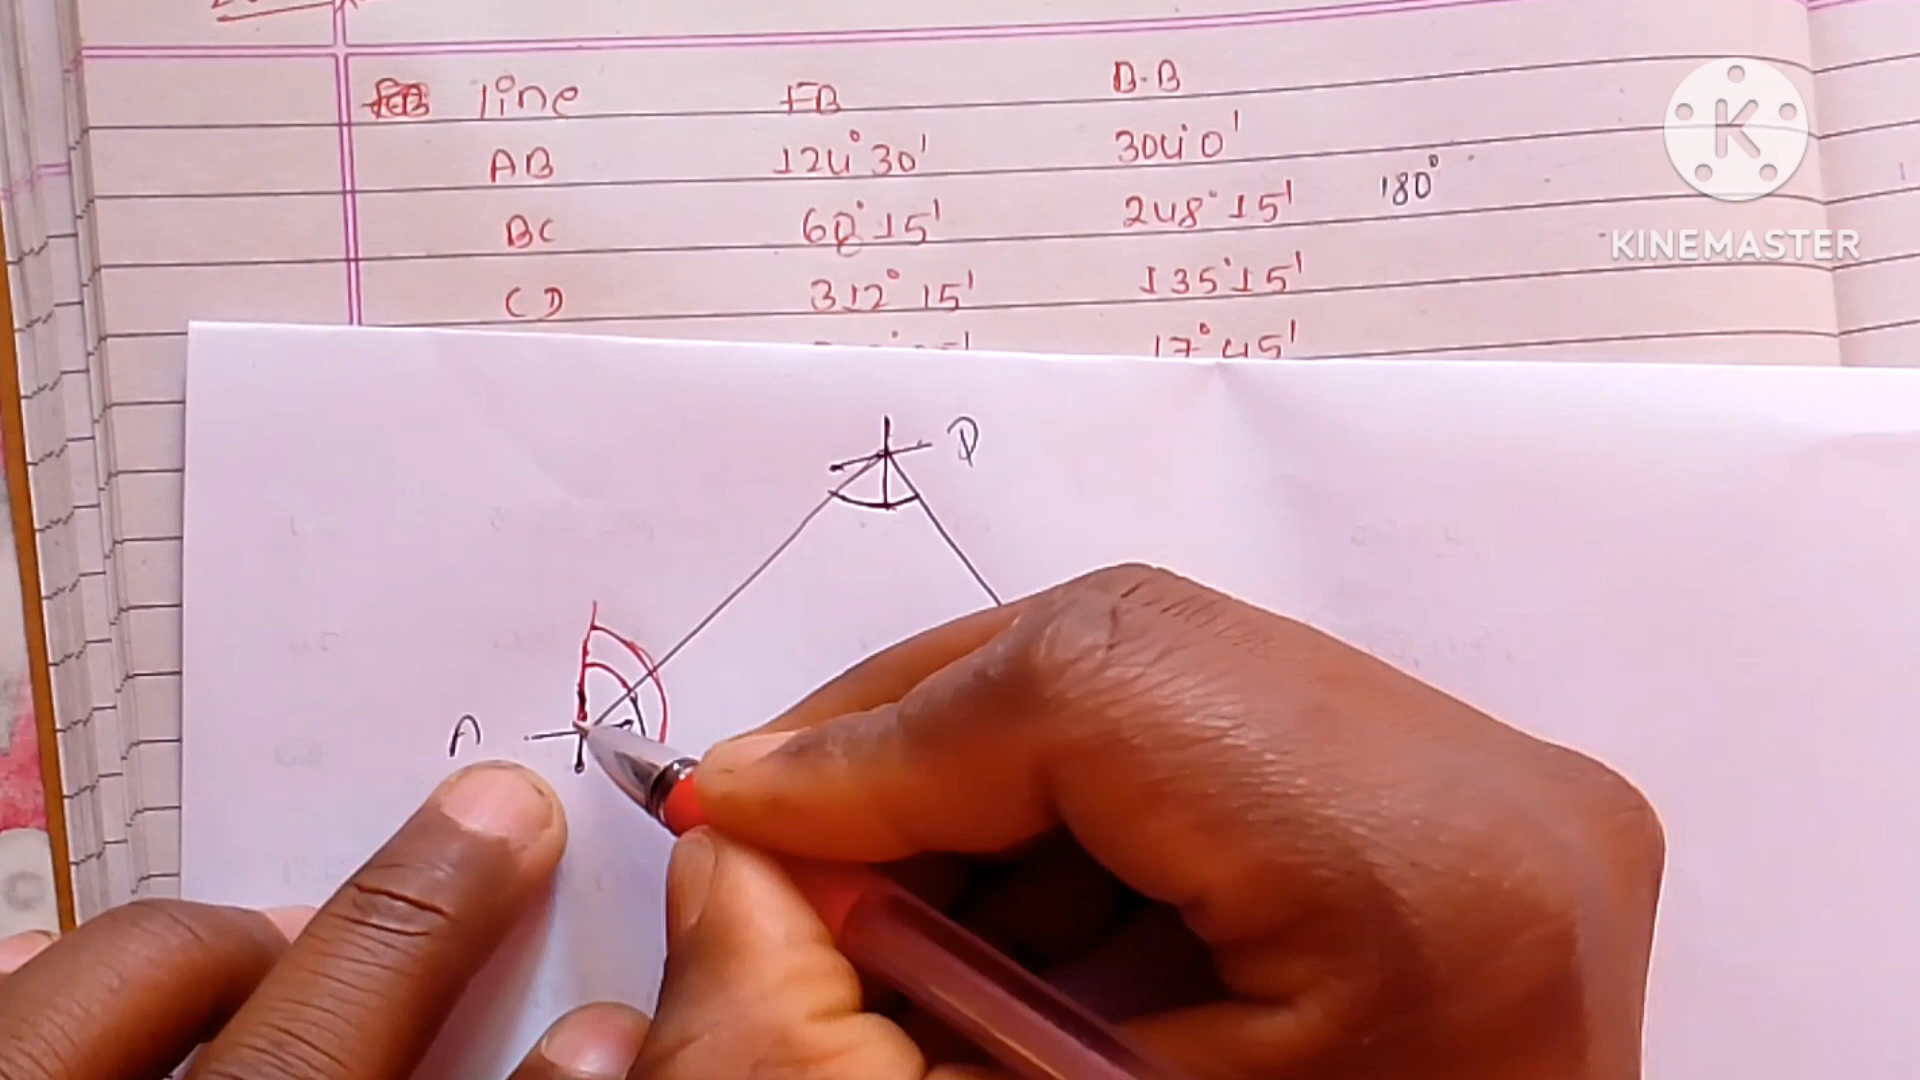 line FB B.B
AB 124°30' 304°0'
BC 68°15' 248°15' 180°
CD 312°15' 135°15'
17°45'
D
A
K
KINEMASTER